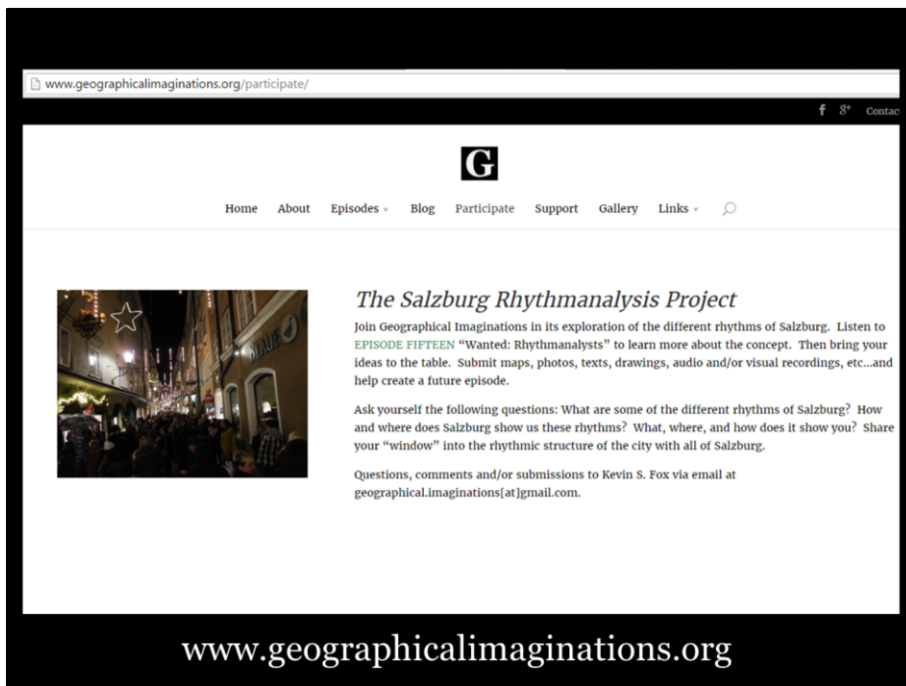 www.geographicalimaginations.org/participate/
f 8+ Contac
G
Home About Episodes Blog Participate Support Gallery Links
The Salzburg Rhythmanalysis Project
Join Geographical Imaginations in its exploration of the different rhythms of Salzburg. Listen to
EPISODE FIFTEEN “Wanted: Rhythmanalysts” to learn more about the concept. Then bring your
ideas to the table. Submit maps, photos, texts, drawings, audio and/or visual recordings, etc...and
help create a future episode.
Ask yourself the following questions: What are some of the different rhythms of Salzburg? How
and where does Salzburg show us these rhythms? What, where, and how does it show you? Share
your “window” into the rhythmic structure of the city with all of Salzburg.
Questions, comments and/or submissions to Kevin S. Fox via email at
geographical.imaginations[at]gmail.com.
www.geographicalimaginations.org